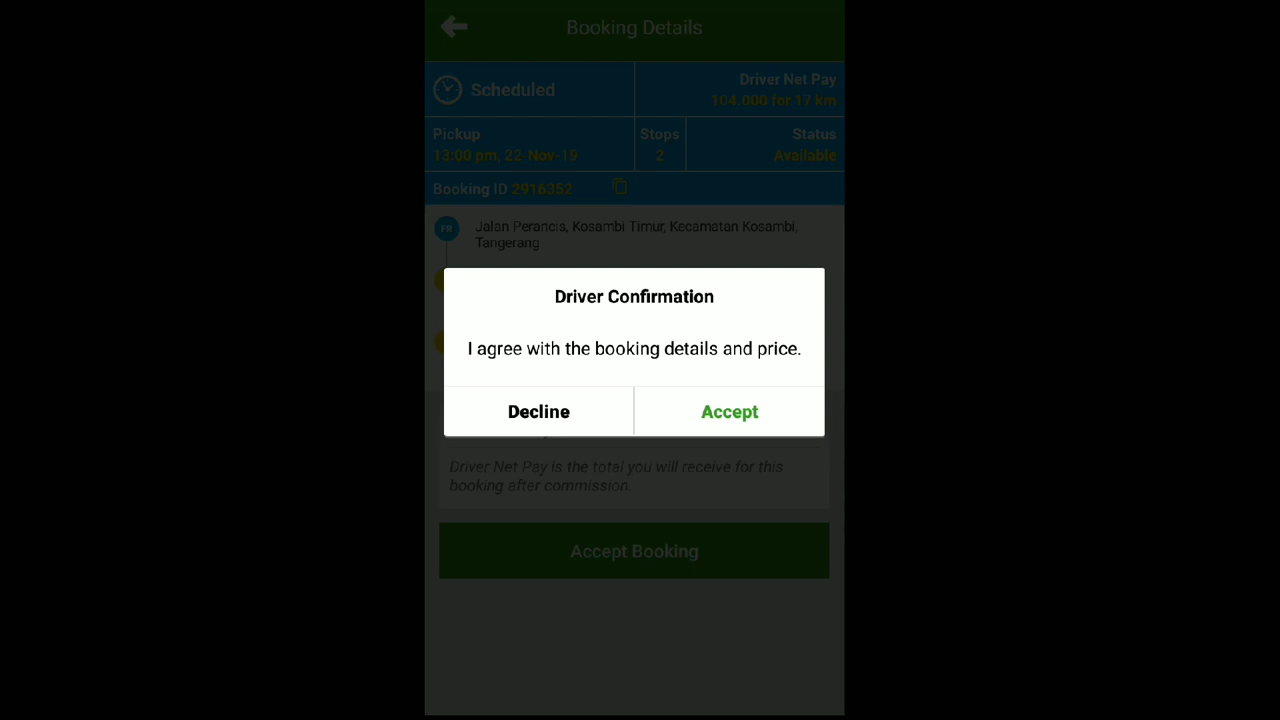 Booking Details
Scheduled
Driver Net Pay
104.000 for 17 km
Pickup
13:00 pm, 22-Nov-19
Stops
2
Status
Available
Booking ID 2916352
FR
Jalan Perancis, Kosambi Timur, Kecamatan Kosambi,
Tangerang
Driver Confirmation
I agree with the booking details and price.
Decline
Accept
Driver Net Pay is the total you will receive for this
booking after commission.
Accept Booking